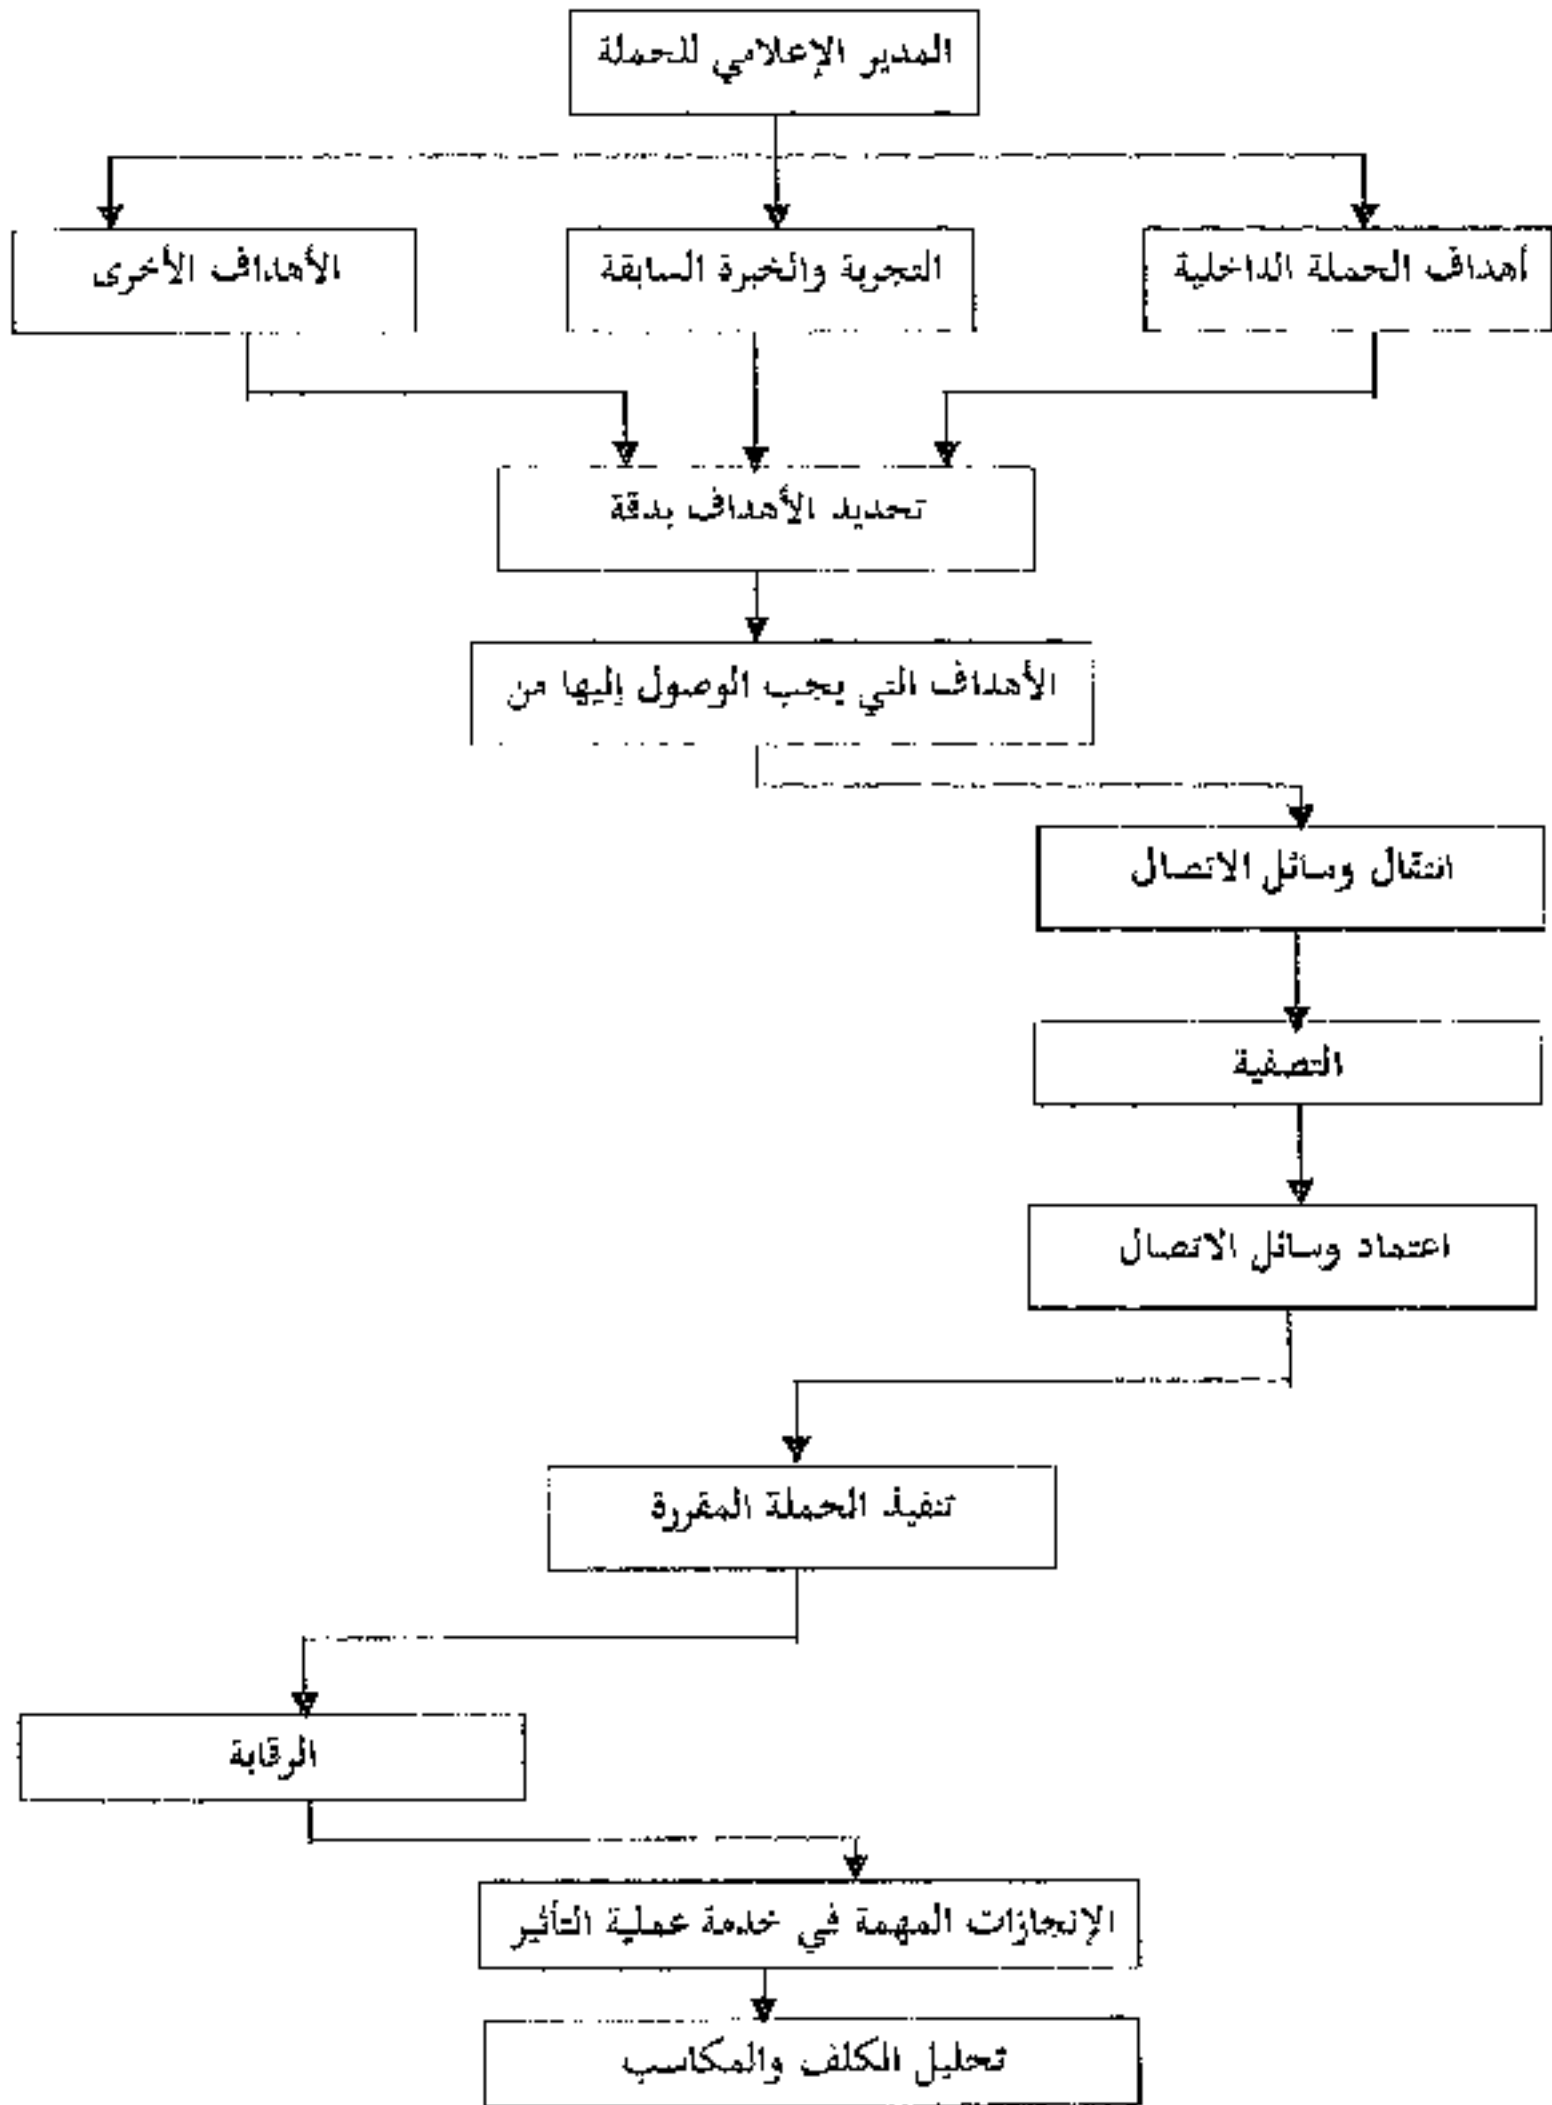 المدير الإعلامي للحملة
أهداف الحملة الداخلية
التجربة والخبرة السابقة
الأهداف الأخرى
تحديد الأهداف بدقة
الأهداف التي يجب الوصول إليها من
انتقال وسائل الاتصال
التصفية
اعتماد وسائل الاتصال
تنفيذ الحملة المقررة
الرقابة
الإنجازات المهمة في خدمة عملية التأثير
تحليل الكلف والمكاسب